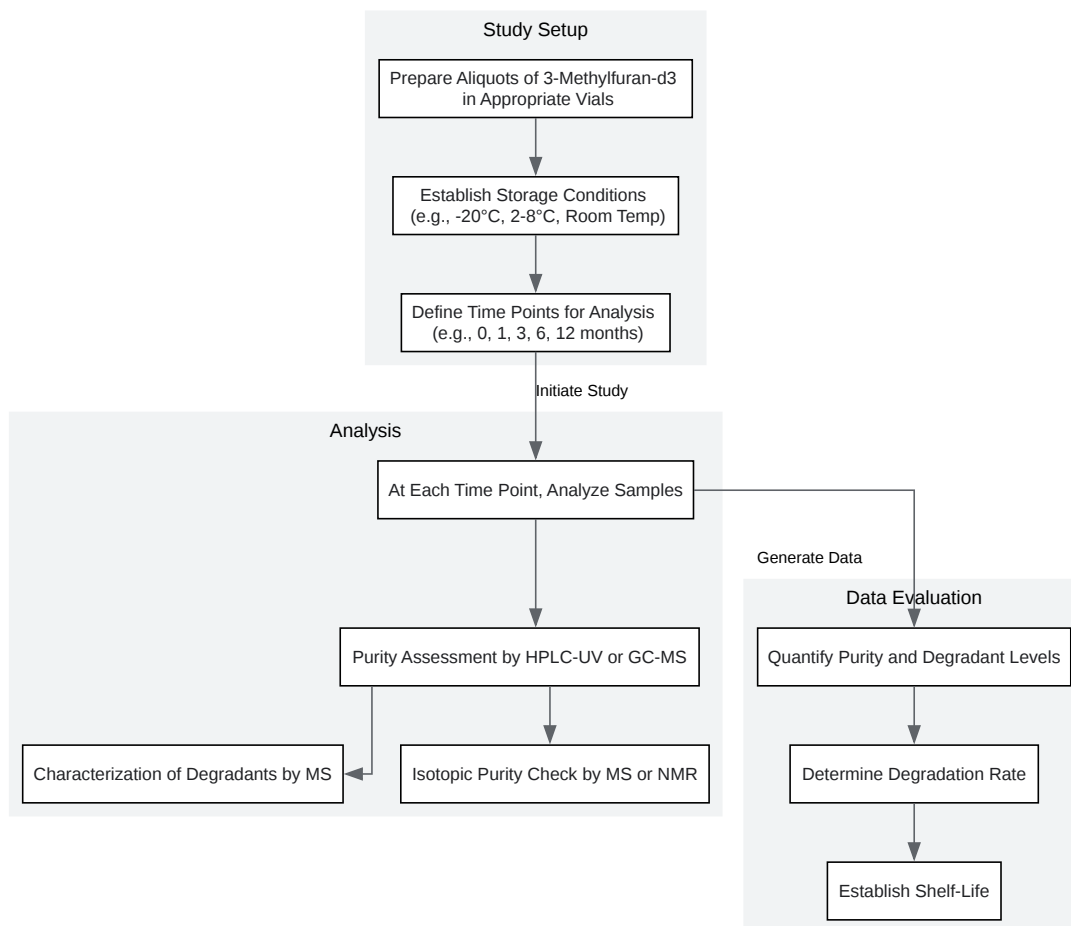 Study Setup
Prepare Aliquots of 3-Methylfuran-d3
in Appropriate Vials
Establish Storage Conditions
(e.g., -20°C, 2-8°C, Room Temp)
Define Time Points for Analysis
(e.g., 0, 1, 3, 6, 12 months)
Initiate Study
Analysis
At Each Time Point, Analyze Samples
Purity Assessment by HPLC-UV or GC-MS
Characterization of Degradants by MS
Isotopic Purity Check by MS or NMR
Generate Data
Data Evaluation
Quantify Purity and Degradant Levels
Determine Degradation Rate
Establish Shelf-Life